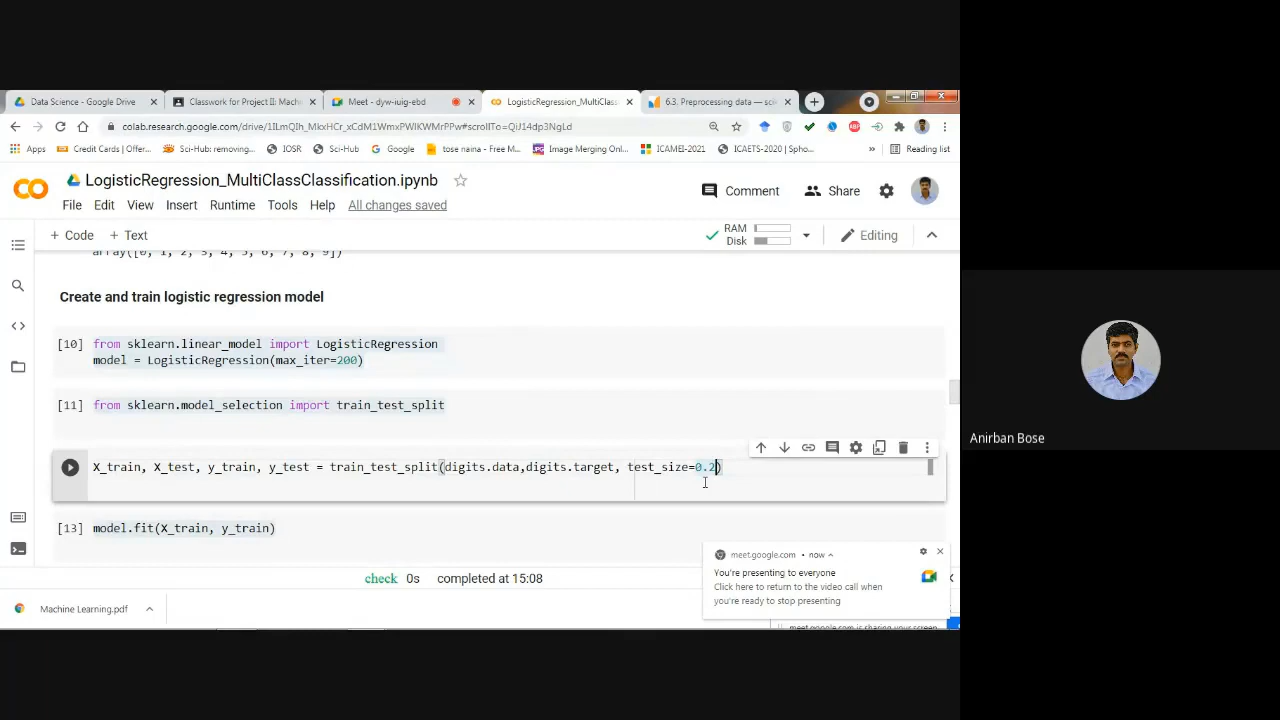 Data Science - Google Drive
Classwork for Project II: Machi
Meet - dyw-iuig-ebd
LogisticRegression_MultiClass
6.3. Preprocessing data — sci
Apps
Credit Cards | Offer...
Sci-Hub: removing...
IOSR
Sci-Hub
Google
tose naina - Free M...
Image Merging Onl...
ICAMEI-2021
ICAETS-2020 (Spho...
»
Reading list
LogisticRegression_MultiClassClassification.ipynb
Comment
Share
File Edit View Insert Runtime Tools Help All changes saved
+ Code + Text
RAM
Disk
Editing
array([0, 1, 2, 3, 4, 5, 6, 7, 8, 9])
Create and train logistic regression model
[10] from sklearn.linear_model import LogisticRegression
model = LogisticRegression(max_iter=200)
[11] from sklearn.model_selection import train_test_split
X_train, X_test, y_train, y_test = train_test_split(digits.data,digits.target, test_size=0.2)
[13] model.fit(X_train, y_train)
meet.google.com • now
You're presenting to everyone
Click here to return to the video call when
you're ready to stop presenting
check 0s completed at 15:08
Machine Learning.pdf
meet.google.com is sharing your screen.
Anirban Bose